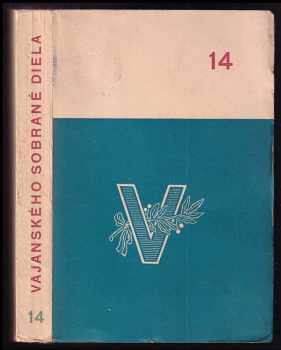 VAJANSKÉHO SOBRANÉ DIELA
14
14
V